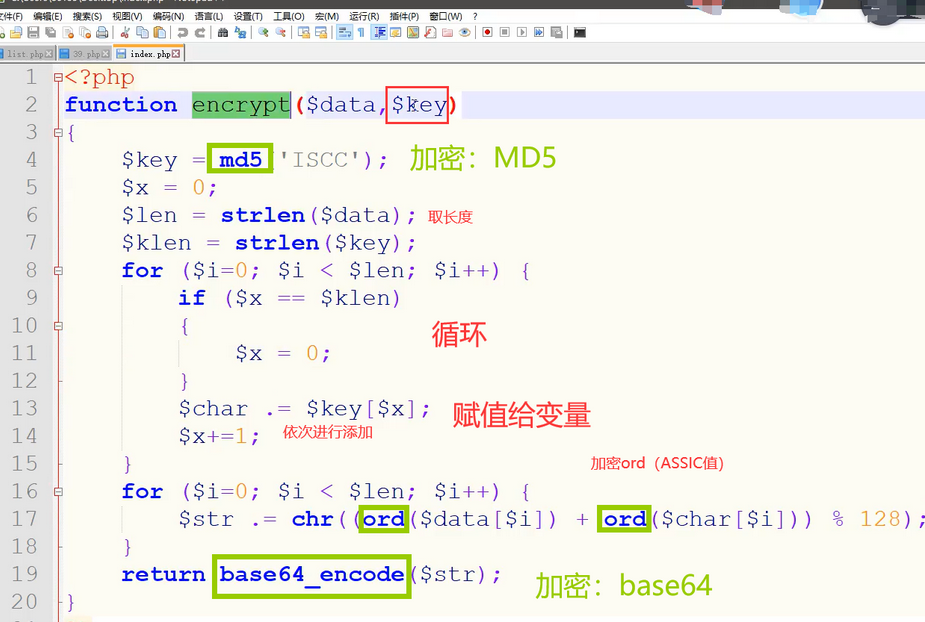 文件(F) 编辑(E) 搜索(S) 视图(V) 编码(N) 语言(L) 设置(T) 工具(O) 宏(M) 运行(R) 插件(P) 窗口(W) ?
list.php 39.php index.php
1 <?php
2 function encrypt($data,$key)
3 {
4 $key = md5('ISCC'); 加密：MD5
5 $x = 0;
6 $len = strlen($data); 取长度
7 $klen = strlen($key);
8 for ($i=0; $i < $len; $i++) {
9 if ($x == $klen)
10 { 循环
11 $x = 0;
12 }
13 $char .= $key[$x]; 赋值给变量
14 $x+=1; 依次进行添加
15 } 加密ord（ASSIC值）
16 for ($i=0; $i < $len; $i++) {
17 $str .= chr((ord($data[$i]) + ord($char[$i])) % 128);
18 }
19 return base64_encode($str); 加密：base64
20 }